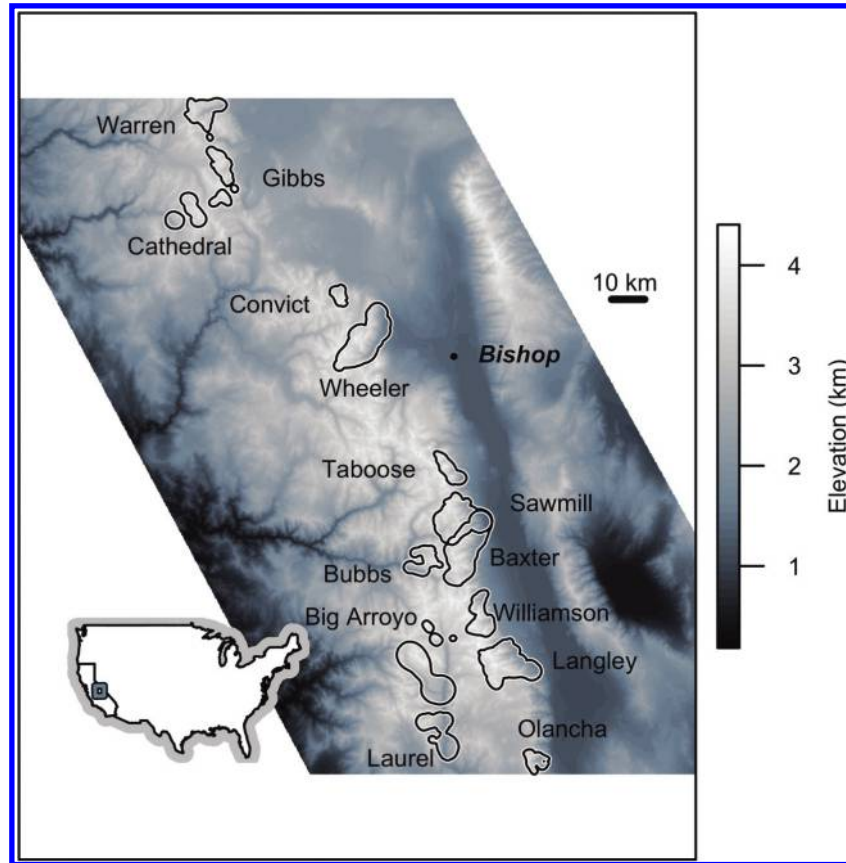 Warren
Gibbs
Cathedral
Convict
10 km
Bishop
Wheeler
Taboose
Sawmill
Baxter
Bubbs
Big Arroyo
Williamson
Langley
Olancha
Laurel
4
3
2
1
Elevation (km)